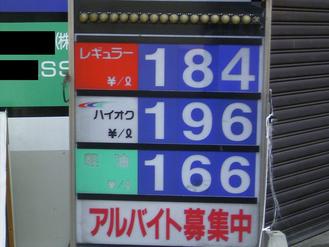 (株
SS
レギュラー
¥/ℓ
184
ハイオク
¥/ℓ
196
軽油
¥/ℓ
166
アルバイト募集中